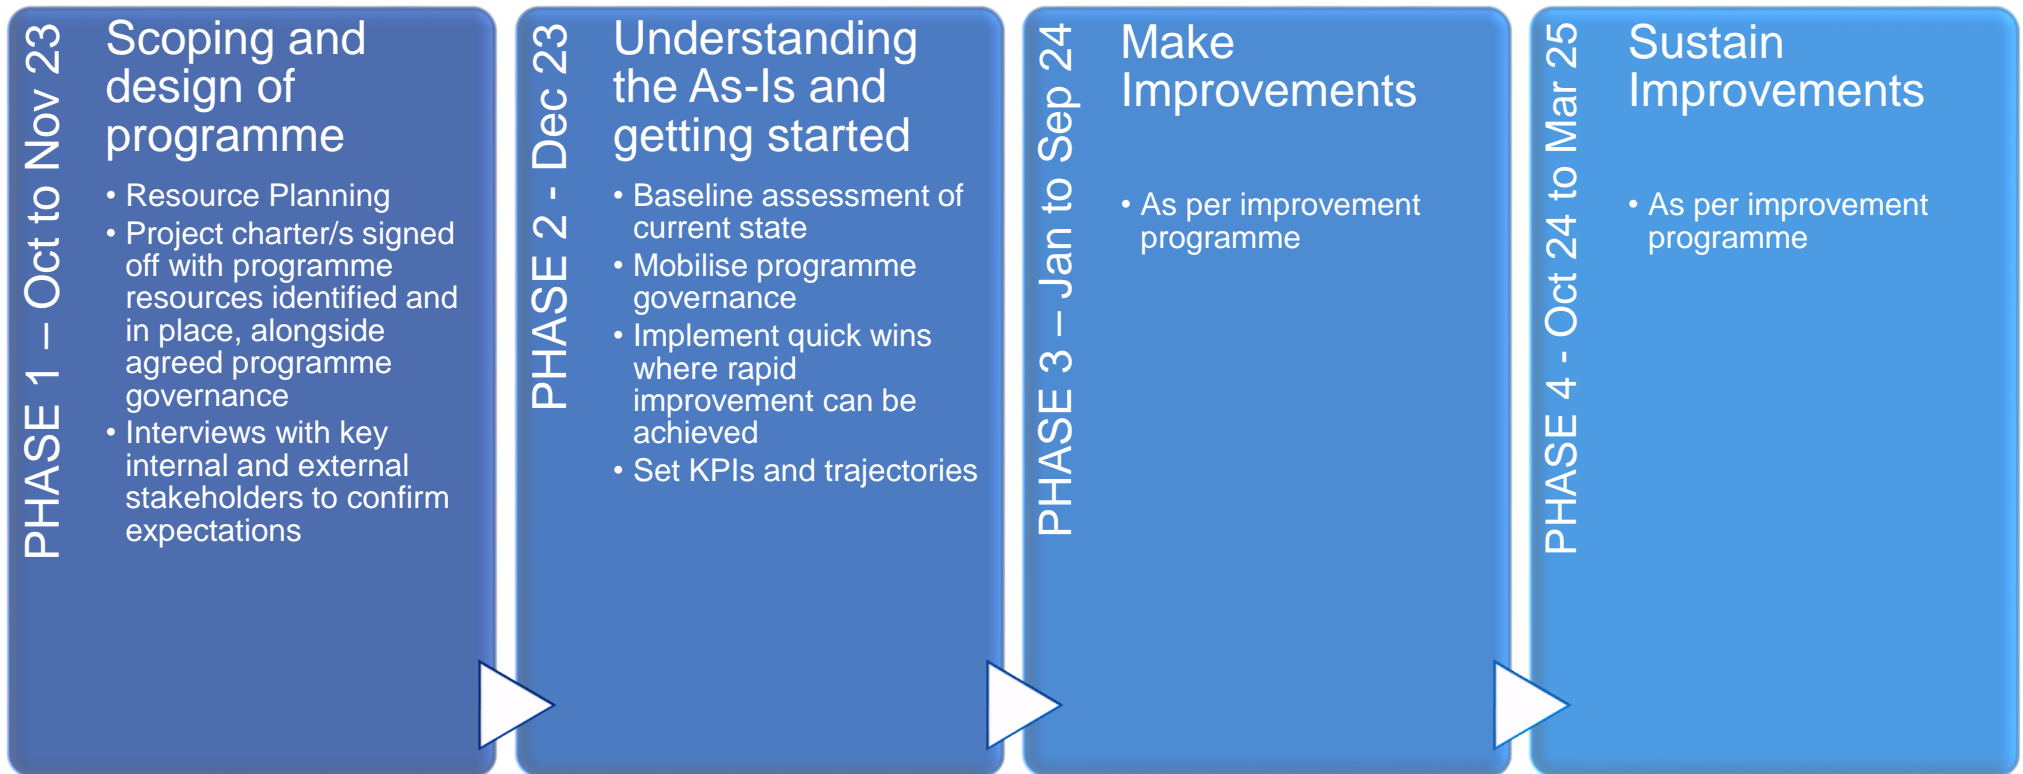 PHASE 1 – Oct to Nov 23
Scoping and
design of
programme
• Resource Planning
• Project charter/s signed
off with programme
resources identified and
in place, alongside
agreed programme
governance
• Interviews with key
internal and external
stakeholders to confirm
expectations
PHASE 2 - Dec 23
Understanding
the As-Is and
getting started
• Baseline assessment of
current state
• Mobilise programme
governance
• Implement quick wins
where rapid
improvement can be
achieved
• Set KPIs and trajectories
PHASE 3 – Jan to Sep 24
Make
Improvements
• As per improvement
programme
PHASE 4 - Oct 24 to Mar 25
Sustain
Improvements
• As per improvement
programme